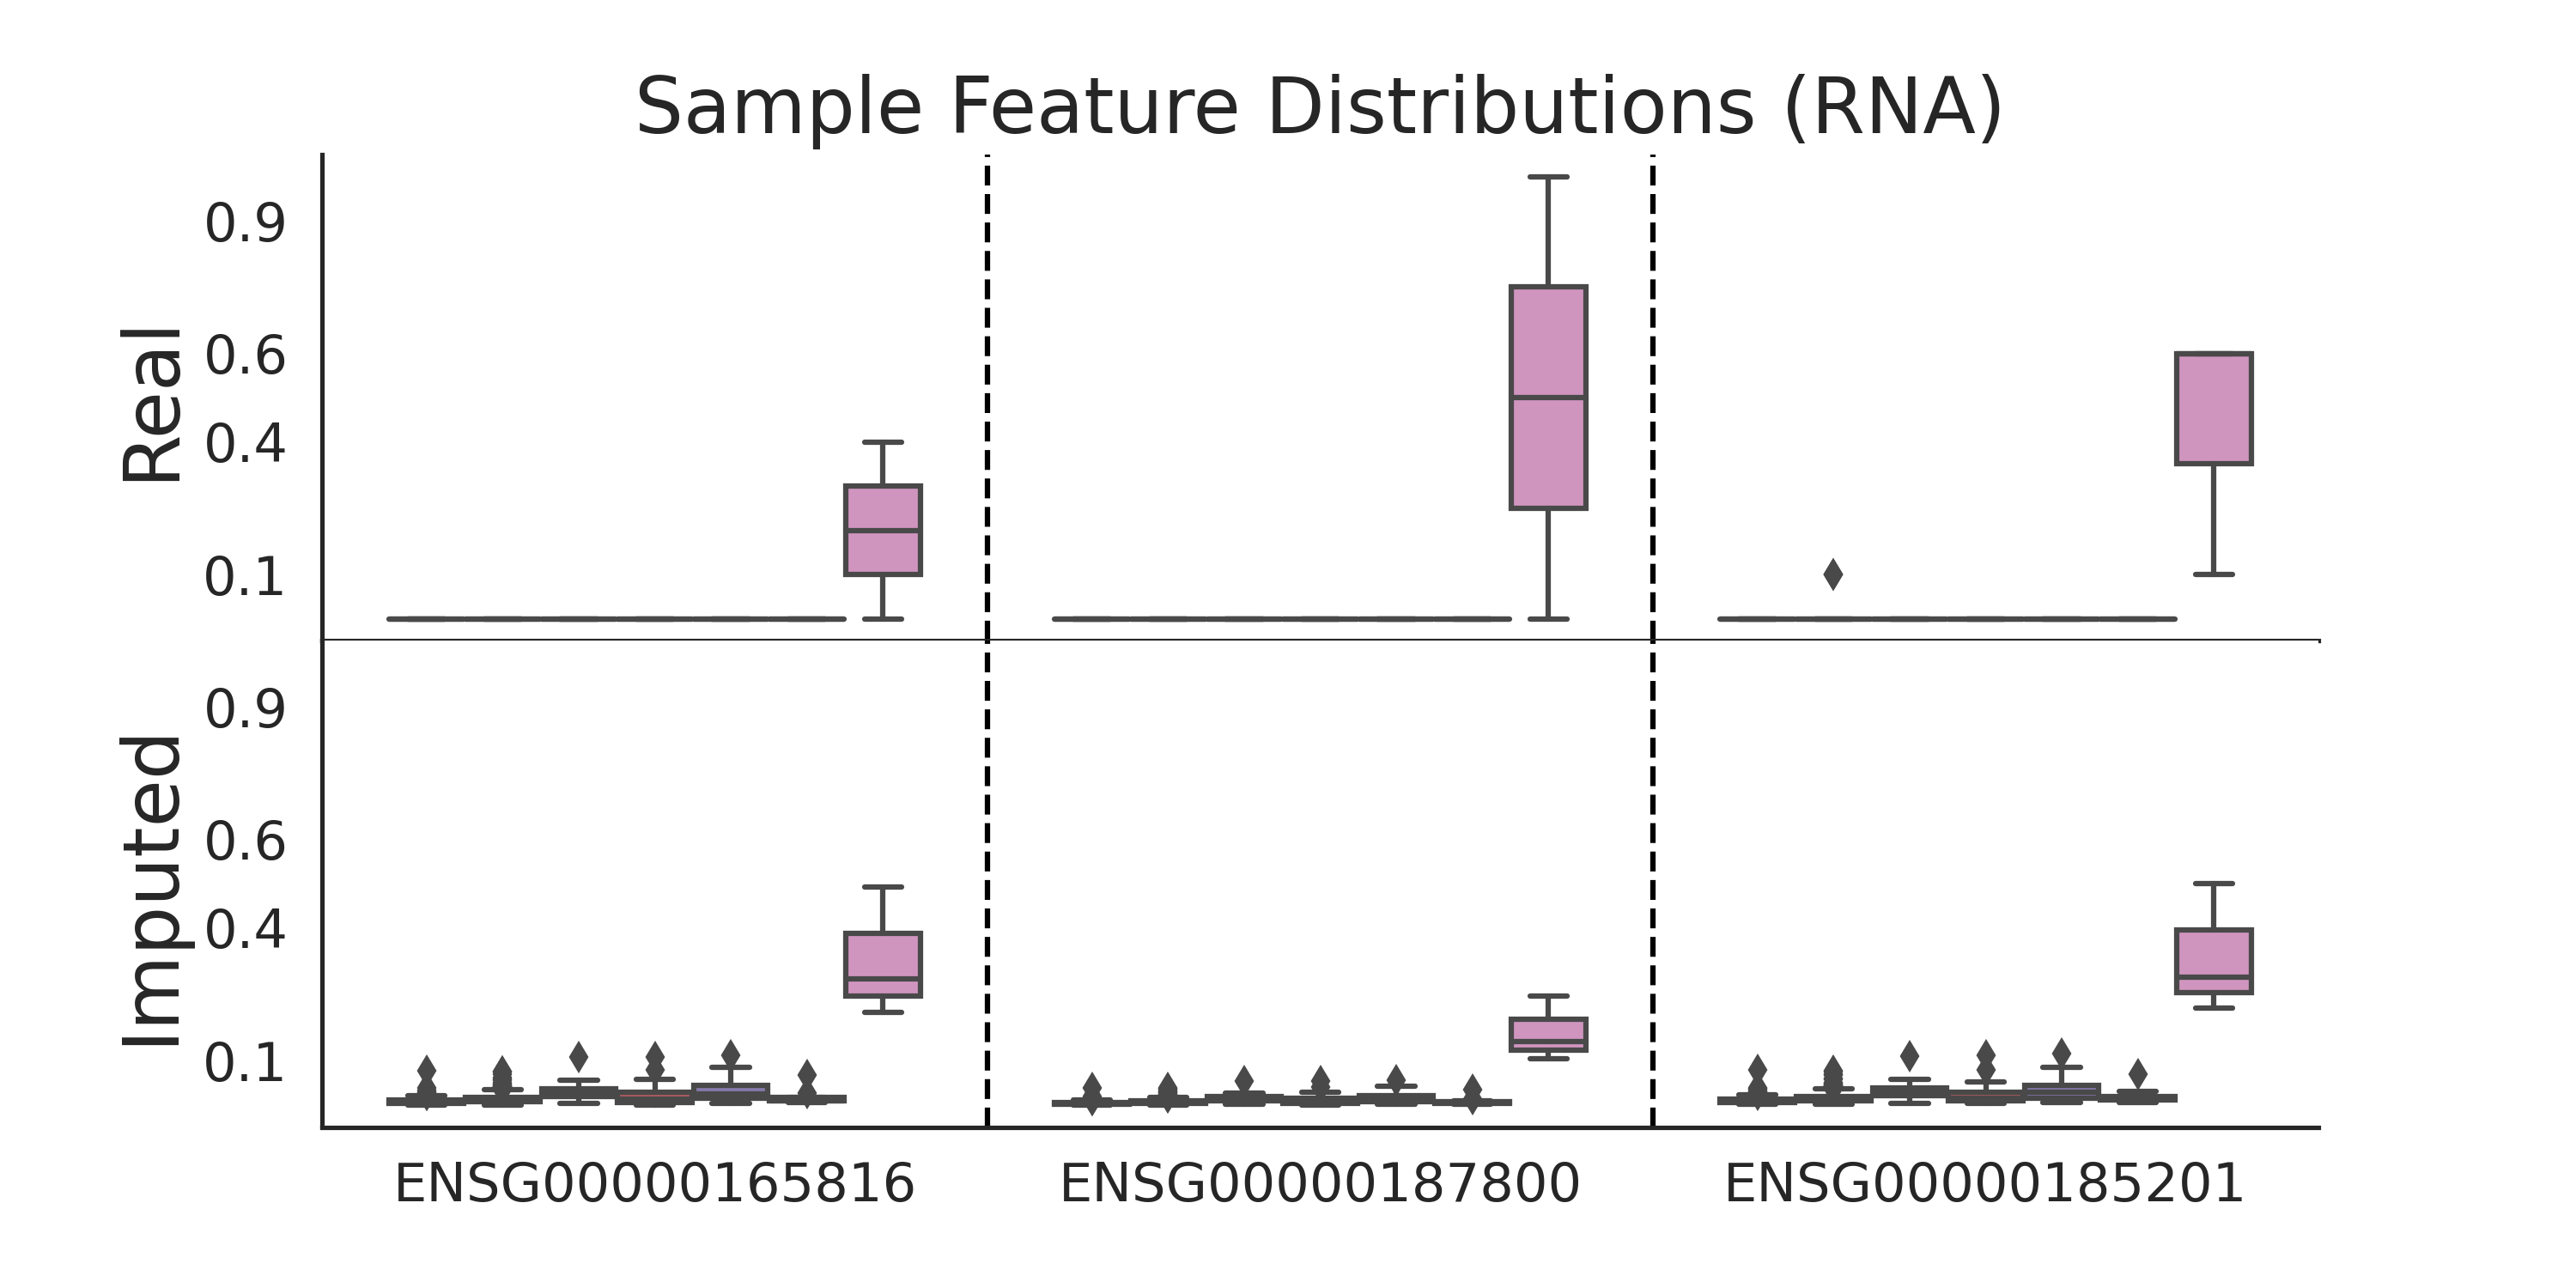 Sample Feature Distributions (RNA)
Real
0.9
0.6
0.4
0.1
Imputed
0.9
0.6
0.4
0.1
ENSG00000165816
ENSG00000187800
ENSG00000185201